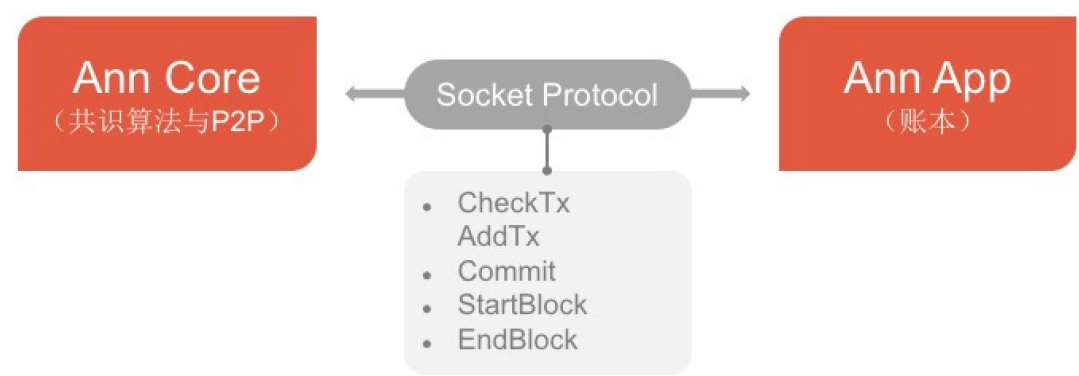 Ann Core
（共识算法与P2P）
Socket Protocol
Ann App
（账本）
• CheckTx
AddTx
• Commit
• StartBlock
• EndBlock